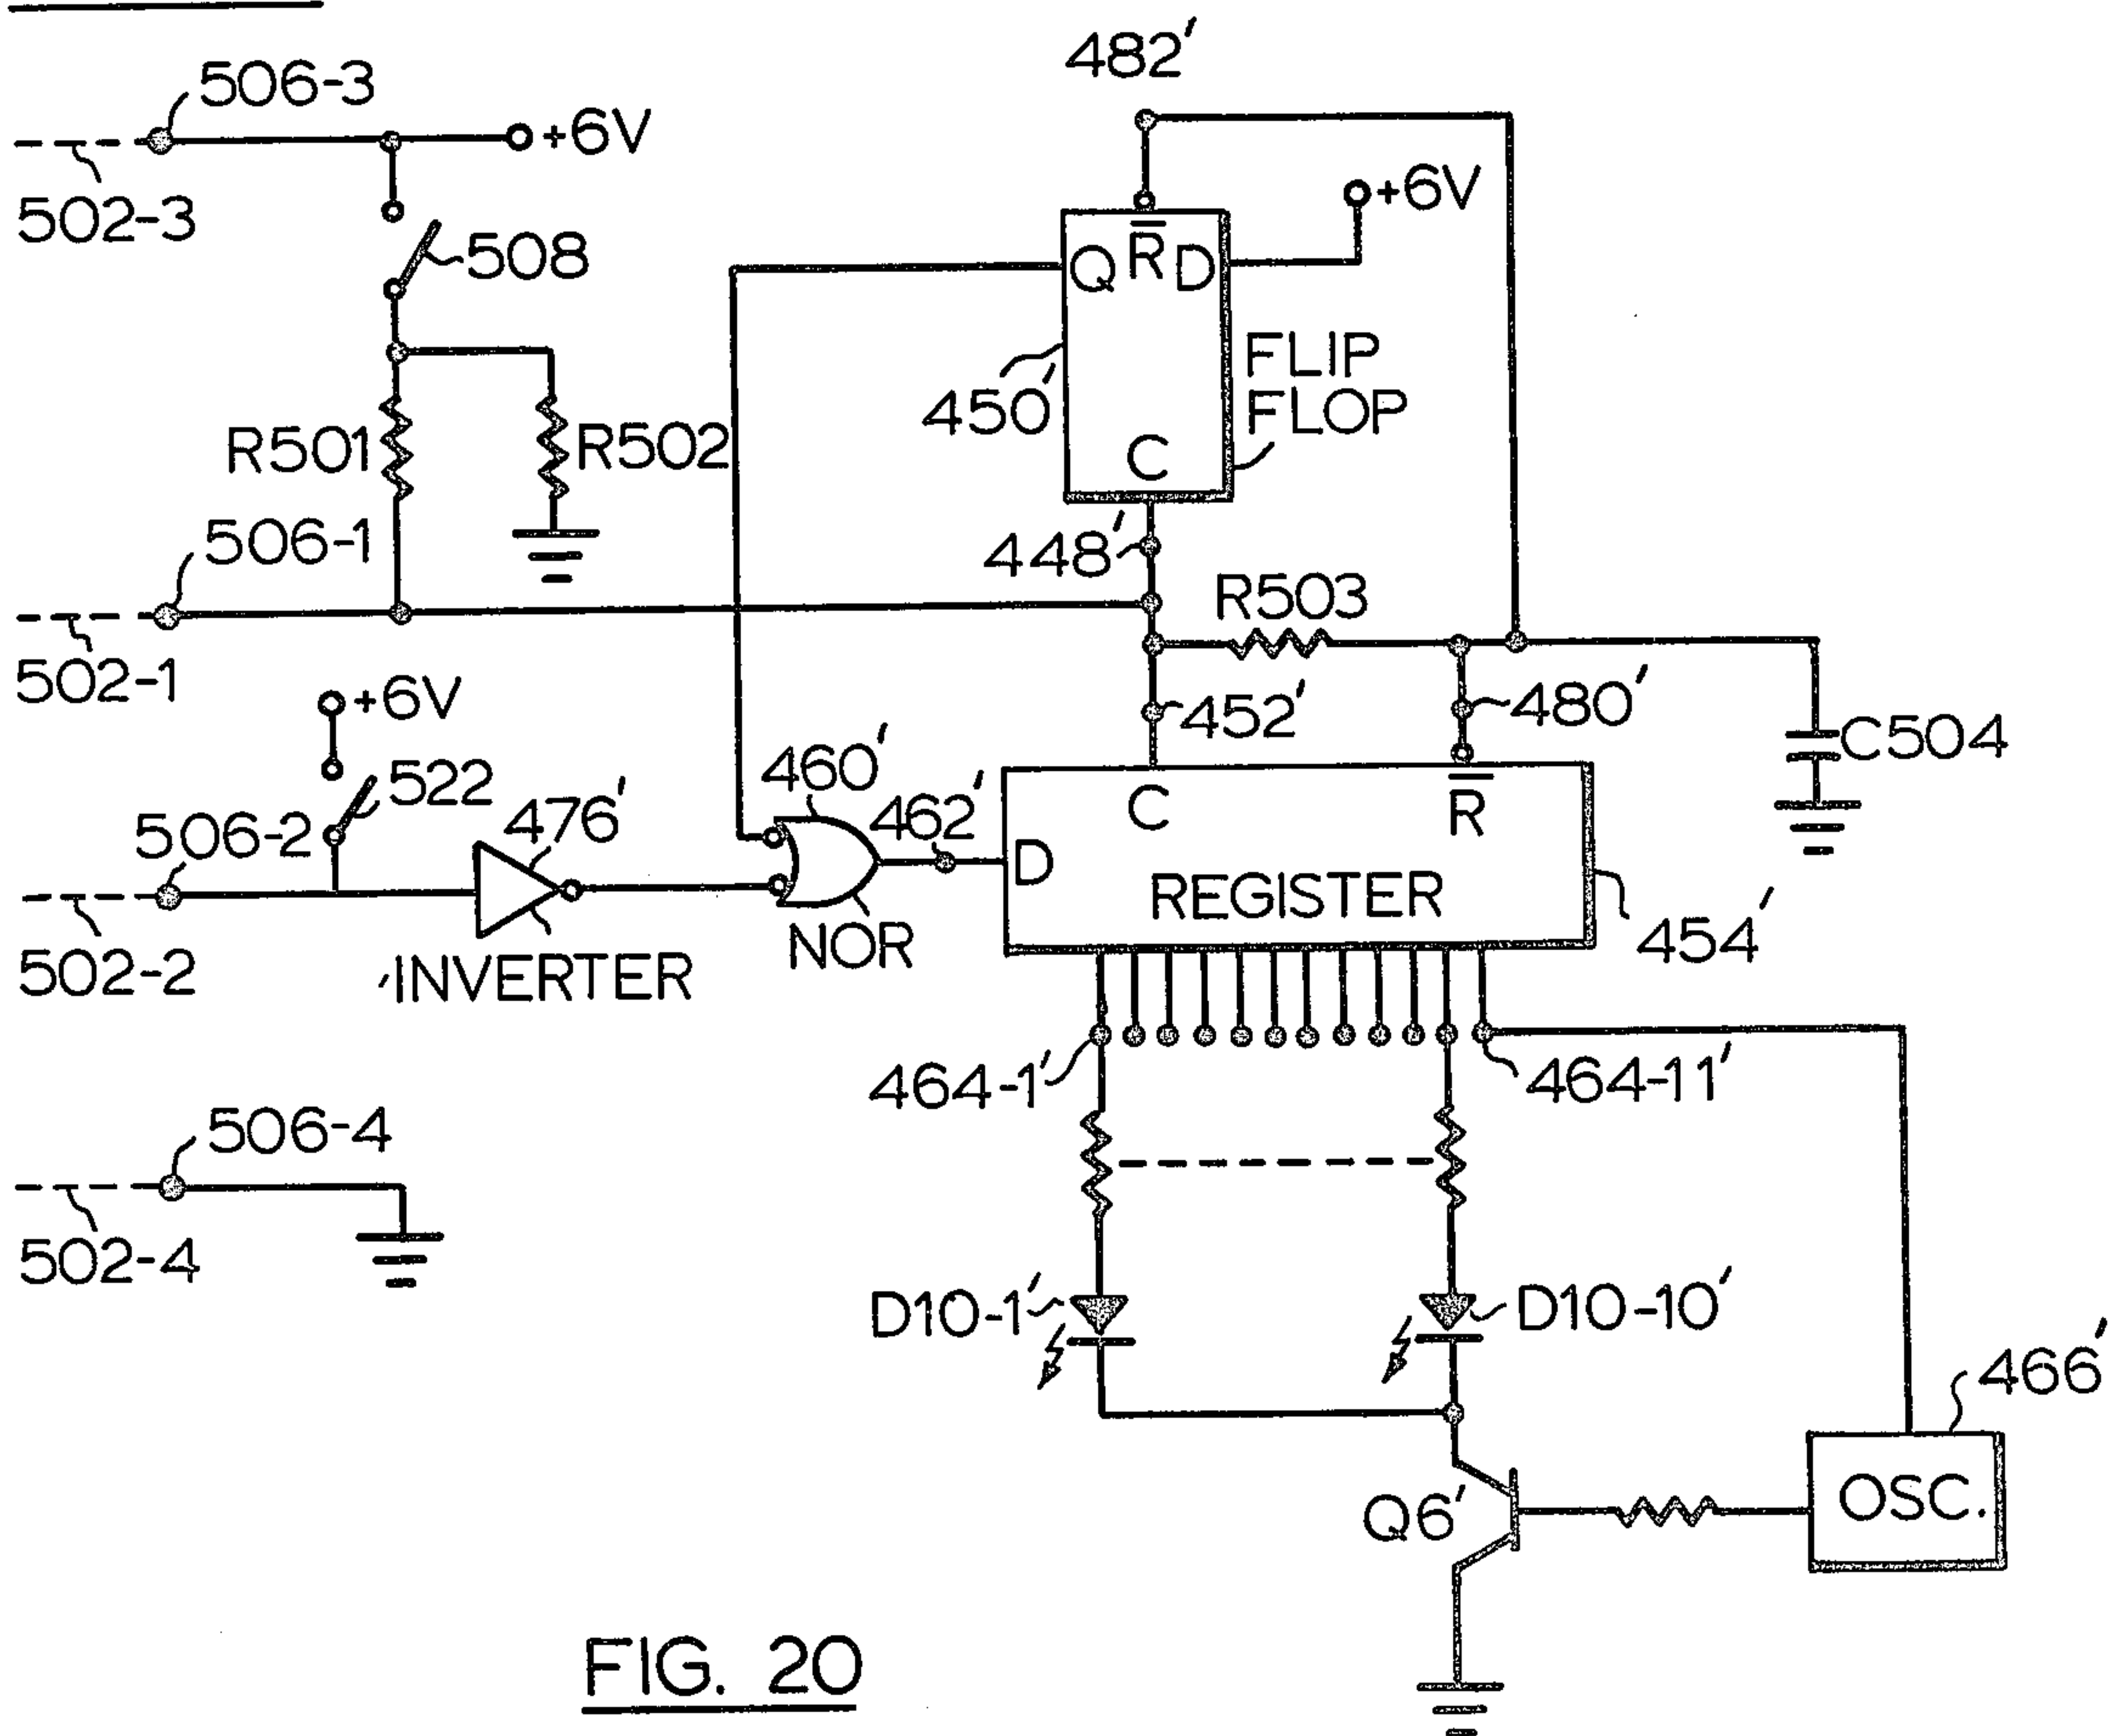 482'
506-3
+6V
502-3
+6V
508
Q R̅ D
FLIP
FLOP
450'
C
R501
R502
506-1
448'
R503
502-1
+6V
452'
480'
C504
460'
522
476'
462'
506-2
C
R̅
D
REGISTER
454'
502-2
INVERTER
NOR
464-1'
464-11'
506-4
502-4
D10-1'
D10-10'
466'
OSC.
Q6'
FIG. 20